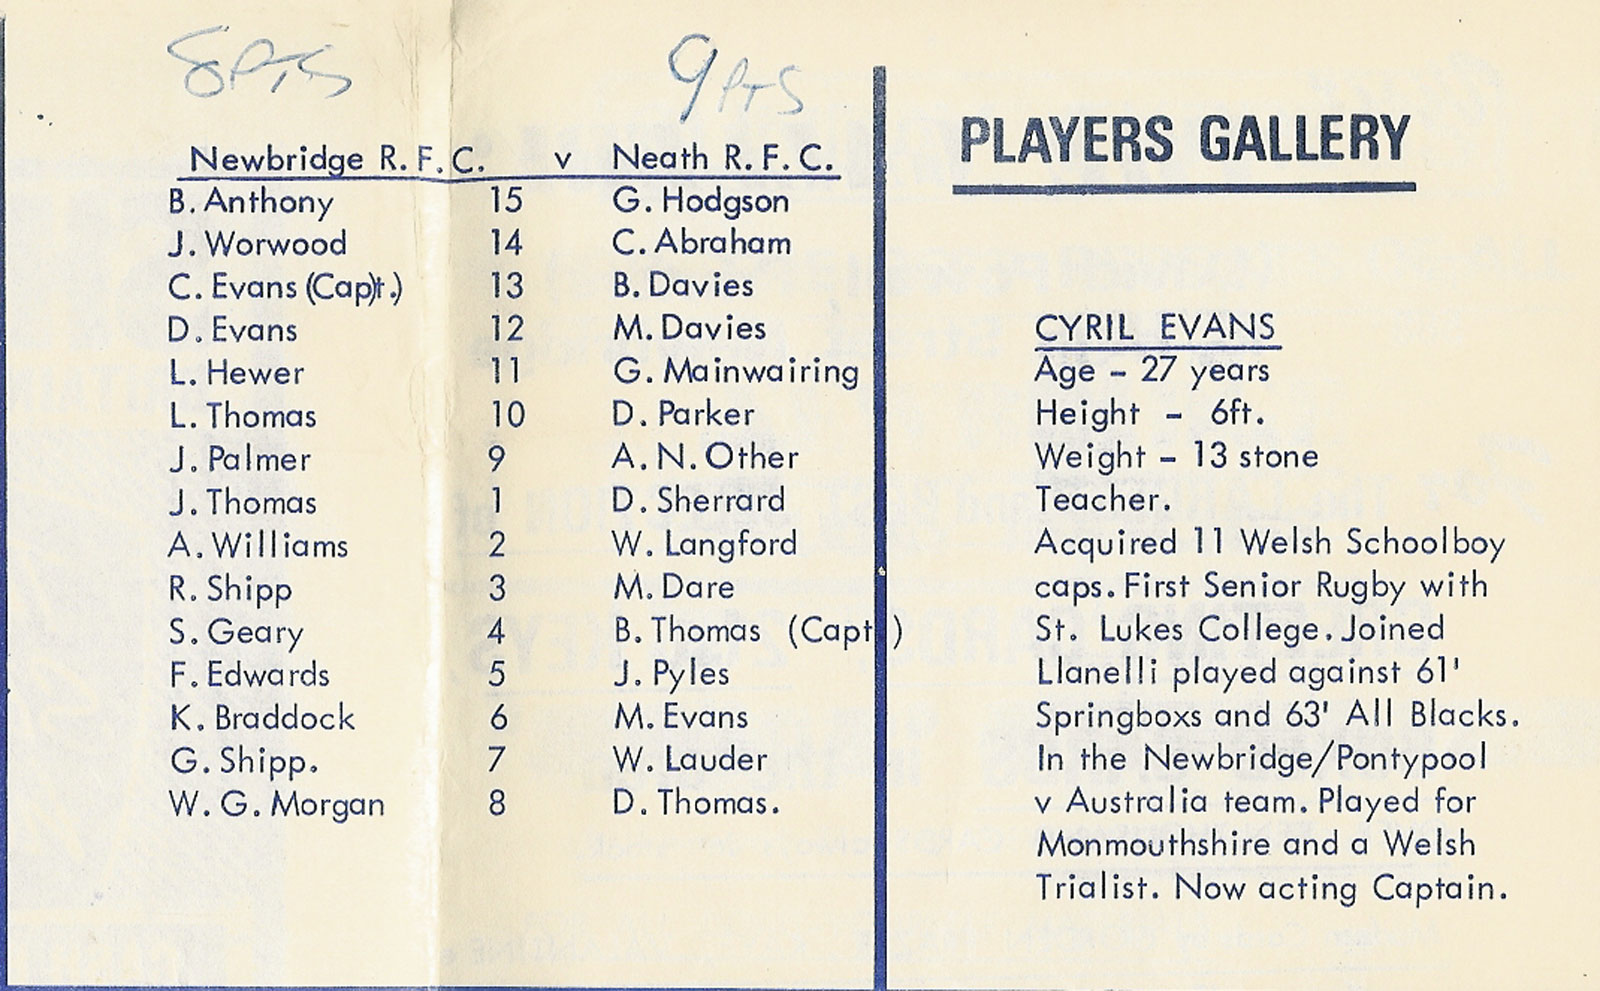 8PTS 9PTS
Newbridge R.F.C. v Neath R.F.C.
B. Anthony 15 G. Hodgson
J. Worwood 14 C. Abraham
C. Evans (Capt.) 13 B. Davies
D. Evans 12 M. Davies
L. Hewer 11 G. Mainwairing
L. Thomas 10 D. Parker
J. Palmer 9 A. N. Other
J. Thomas 1 D. Sherrard
A. Williams 2 W. Langford
R. Shipp 3 M. Dare
S. Geary 4 B. Thomas (Capt )
F. Edwards 5 J. Pyles
K. Braddock 6 M. Evans
G. Shipp. 7 W. Lauder
W. G. Morgan 8 D. Thomas.
PLAYERS GALLERY
CYRIL EVANS
Age - 27 years
Height - 6ft.
Weight - 13 stone
Teacher.
Acquired 11 Welsh Schoolboy
caps. First Senior Rugby with
St. Lukes College. Joined
Llanelli played against 61'
Springboxs and 63' All Blacks.
In the Newbridge/Pontypool
v Australia team. Played for
Monmouthshire and a Welsh
Trialist. Now acting Captain.